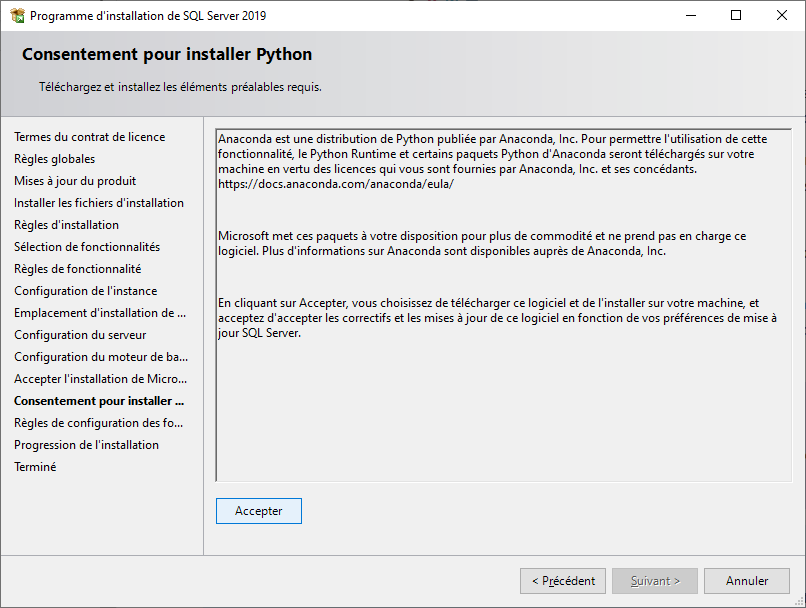 Programme d'installation de SQL Server 2019
Consentement pour installer Python
Téléchargez et installez les éléments préalables requis.
Termes du contrat de licence
Règles globales
Mises à jour du produit
Installer les fichiers d'installation
Règles d'installation
Sélection de fonctionnalités
Règles de fonctionnalité
Configuration de l'instance
Emplacement d'installation de ...
Configuration du serveur
Configuration du moteur de ba...
Accepter l'installation de Micro...
Consentement pour installer ...
Règles de configuration des fo...
Progression de l'installation
Terminé
Anaconda est une distribution de Python publiée par Anaconda, Inc. Pour permettre l'utilisation de cette
fonctionnalité, le Python Runtime et certains paquets Python d'Anaconda seront téléchargés sur votre
machine en vertu des licences qui vous sont fournies par Anaconda, Inc. et ses concédants.
https://docs.anaconda.com/anaconda/eula/
Microsoft met ces paquets à votre disposition pour plus de commodité et ne prend pas en charge ce
logiciel. Plus d'informations sur Anaconda sont disponibles auprès de Anaconda, Inc.
En cliquant sur Accepter, vous choisissez de télécharger ce logiciel et de l'installer sur votre machine, et
acceptez d'accepter les correctifs et les mises à jour de ce logiciel en fonction de vos préférences de mise à
jour SQL Server.
Accepter
< Précédent
Suivant >
Annuler